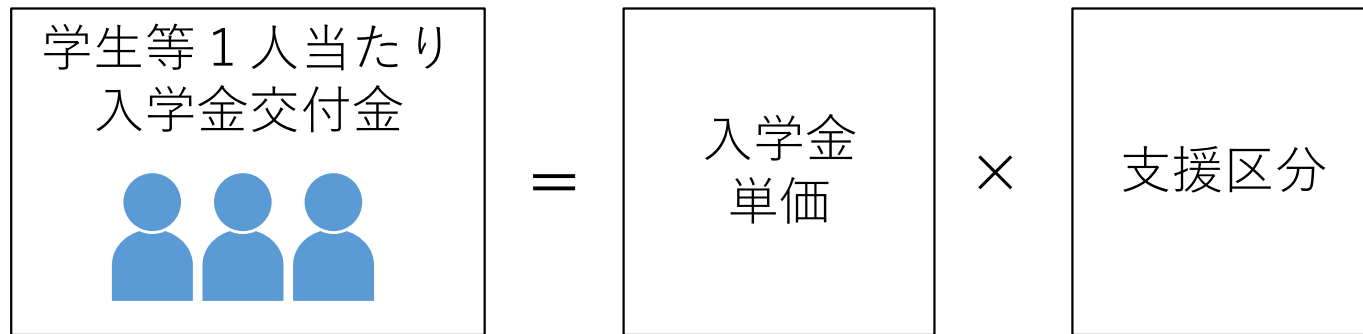 学生等１人当たり
入学金交付金
＝
入学金
単価
×
支援区分